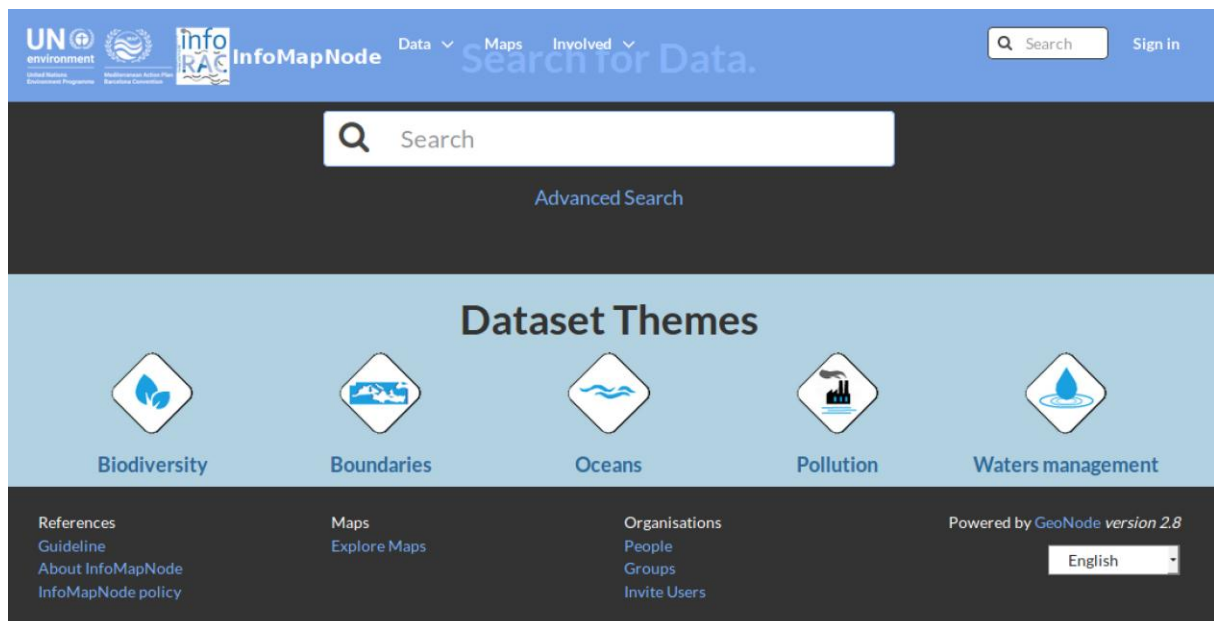 UN
environment
United Nations
Environment Programme
Mediterranean Action Plan
Barcelona Convention
info
RAC
InfoMapNode
Data
Maps
Involved
Search for Data.
Search
Sign in
Search
Advanced Search
Dataset Themes
Biodiversity
Boundaries
Oceans
Pollution
Waters management
References
Guideline
About InfoMapNode
InfoMapNode policy
Maps
Explore Maps
Organisations
People
Groups
Invite Users
Powered by GeoNode version 2.8
English